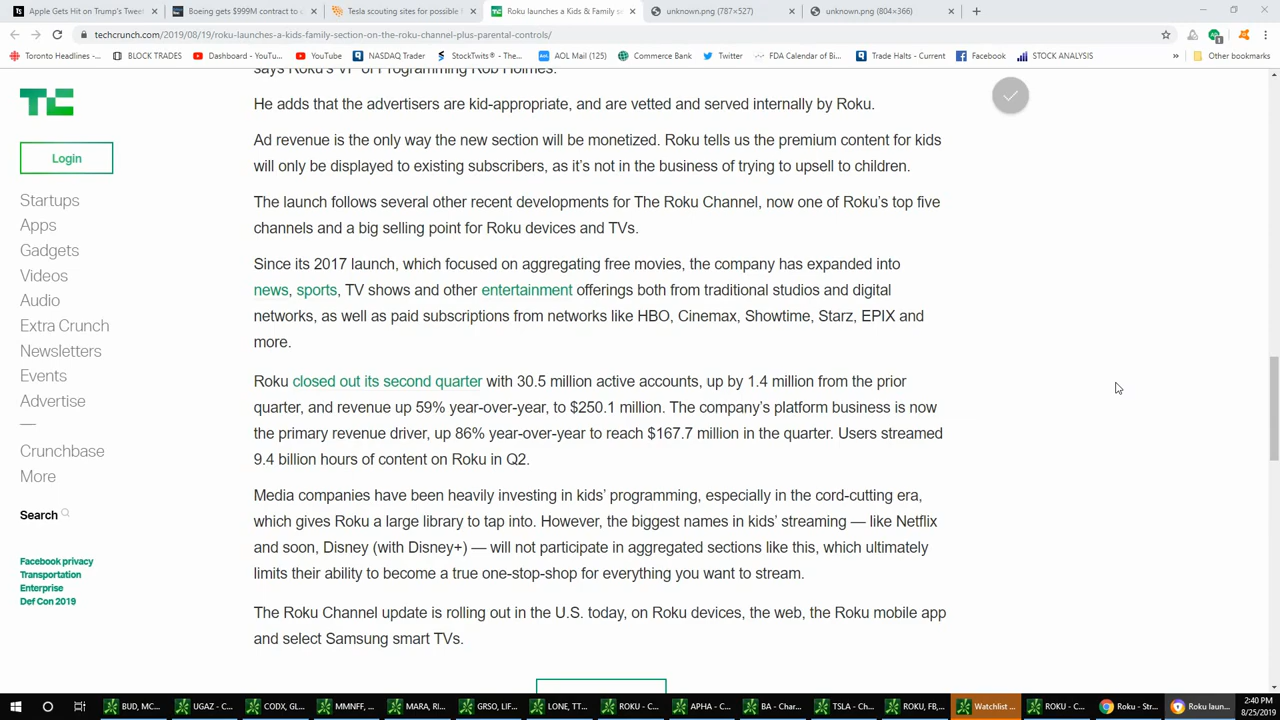 Apple Gets Hit on Trump's Tweet
Boeing gets $999M contract to c
Tesla scouting sites for possible
Roku launches a Kids & Family se
unknown.png (787×527)
unknown.png (804×366)
techcrunch.com/2019/08/19/roku-launches-a-kids-family-section-on-the-roku-channel-plus-parental-controls/
Toronto Headlines -...
BLOCK TRADES
Dashboard - YouTu...
YouTube
NASDAQ Trader
StockTwits® - The...
AOL Mail (125)
Commerce Bank
FDA Calendar of Bi...
Twitter
Trade Halts - Current
Facebook
STOCK ANALYSIS
»
Other bookmarks
says Roku's VP of Programming Rob Holmes.
TC
He adds that the advertisers are kid-appropriate, and are vetted and served internally by Roku.
Login
Ad revenue is the only way the new section will be monetized. Roku tells us the premium content for kids
will only be displayed to existing subscribers, as it's not in the business of trying to upsell to children.
Startups
Apps
Gadgets
Videos
Audio
Extra Crunch
Newsletters
Events
Advertise
—
Crunchbase
More
Search
Facebook privacy
Transportation
Enterprise
Def Con 2019
The launch follows several other recent developments for The Roku Channel, now one of Roku's top five
channels and a big selling point for Roku devices and TVs.
Since its 2017 launch, which focused on aggregating free movies, the company has expanded into
news, sports, TV shows and other entertainment offerings both from traditional studios and digital
networks, as well as paid subscriptions from networks like HBO, Cinemax, Showtime, Starz, EPIX and
more.
Roku closed out its second quarter with 30.5 million active accounts, up by 1.4 million from the prior
quarter, and revenue up 59% year-over-year, to $250.1 million. The company's platform business is now
the primary revenue driver, up 86% year-over-year to reach $167.7 million in the quarter. Users streamed
9.4 billion hours of content on Roku in Q2.
Media companies have been heavily investing in kids' programming, especially in the cord-cutting era,
which gives Roku a large library to tap into. However, the biggest names in kids' streaming — like Netflix
and soon, Disney (with Disney+) — will not participate in aggregated sections like this, which ultimately
limits their ability to become a true one-stop-shop for everything you want to stream.
The Roku Channel update is rolling out in the U.S. today, on Roku devices, the web, the Roku mobile app
and select Samsung smart TVs.
BUD, MC...
UGAZ - C...
CODX, GL...
MMNFF, ...
MARA, RI...
GRSO, LIF...
LONE, TT...
ROKU - C...
APHA - C...
BA - Char...
TSLA - Ch...
ROKU, FB,...
Watchlist ...
ROKU - C...
Roku - Str...
Roku laun...
2:40 PM
8/25/2019